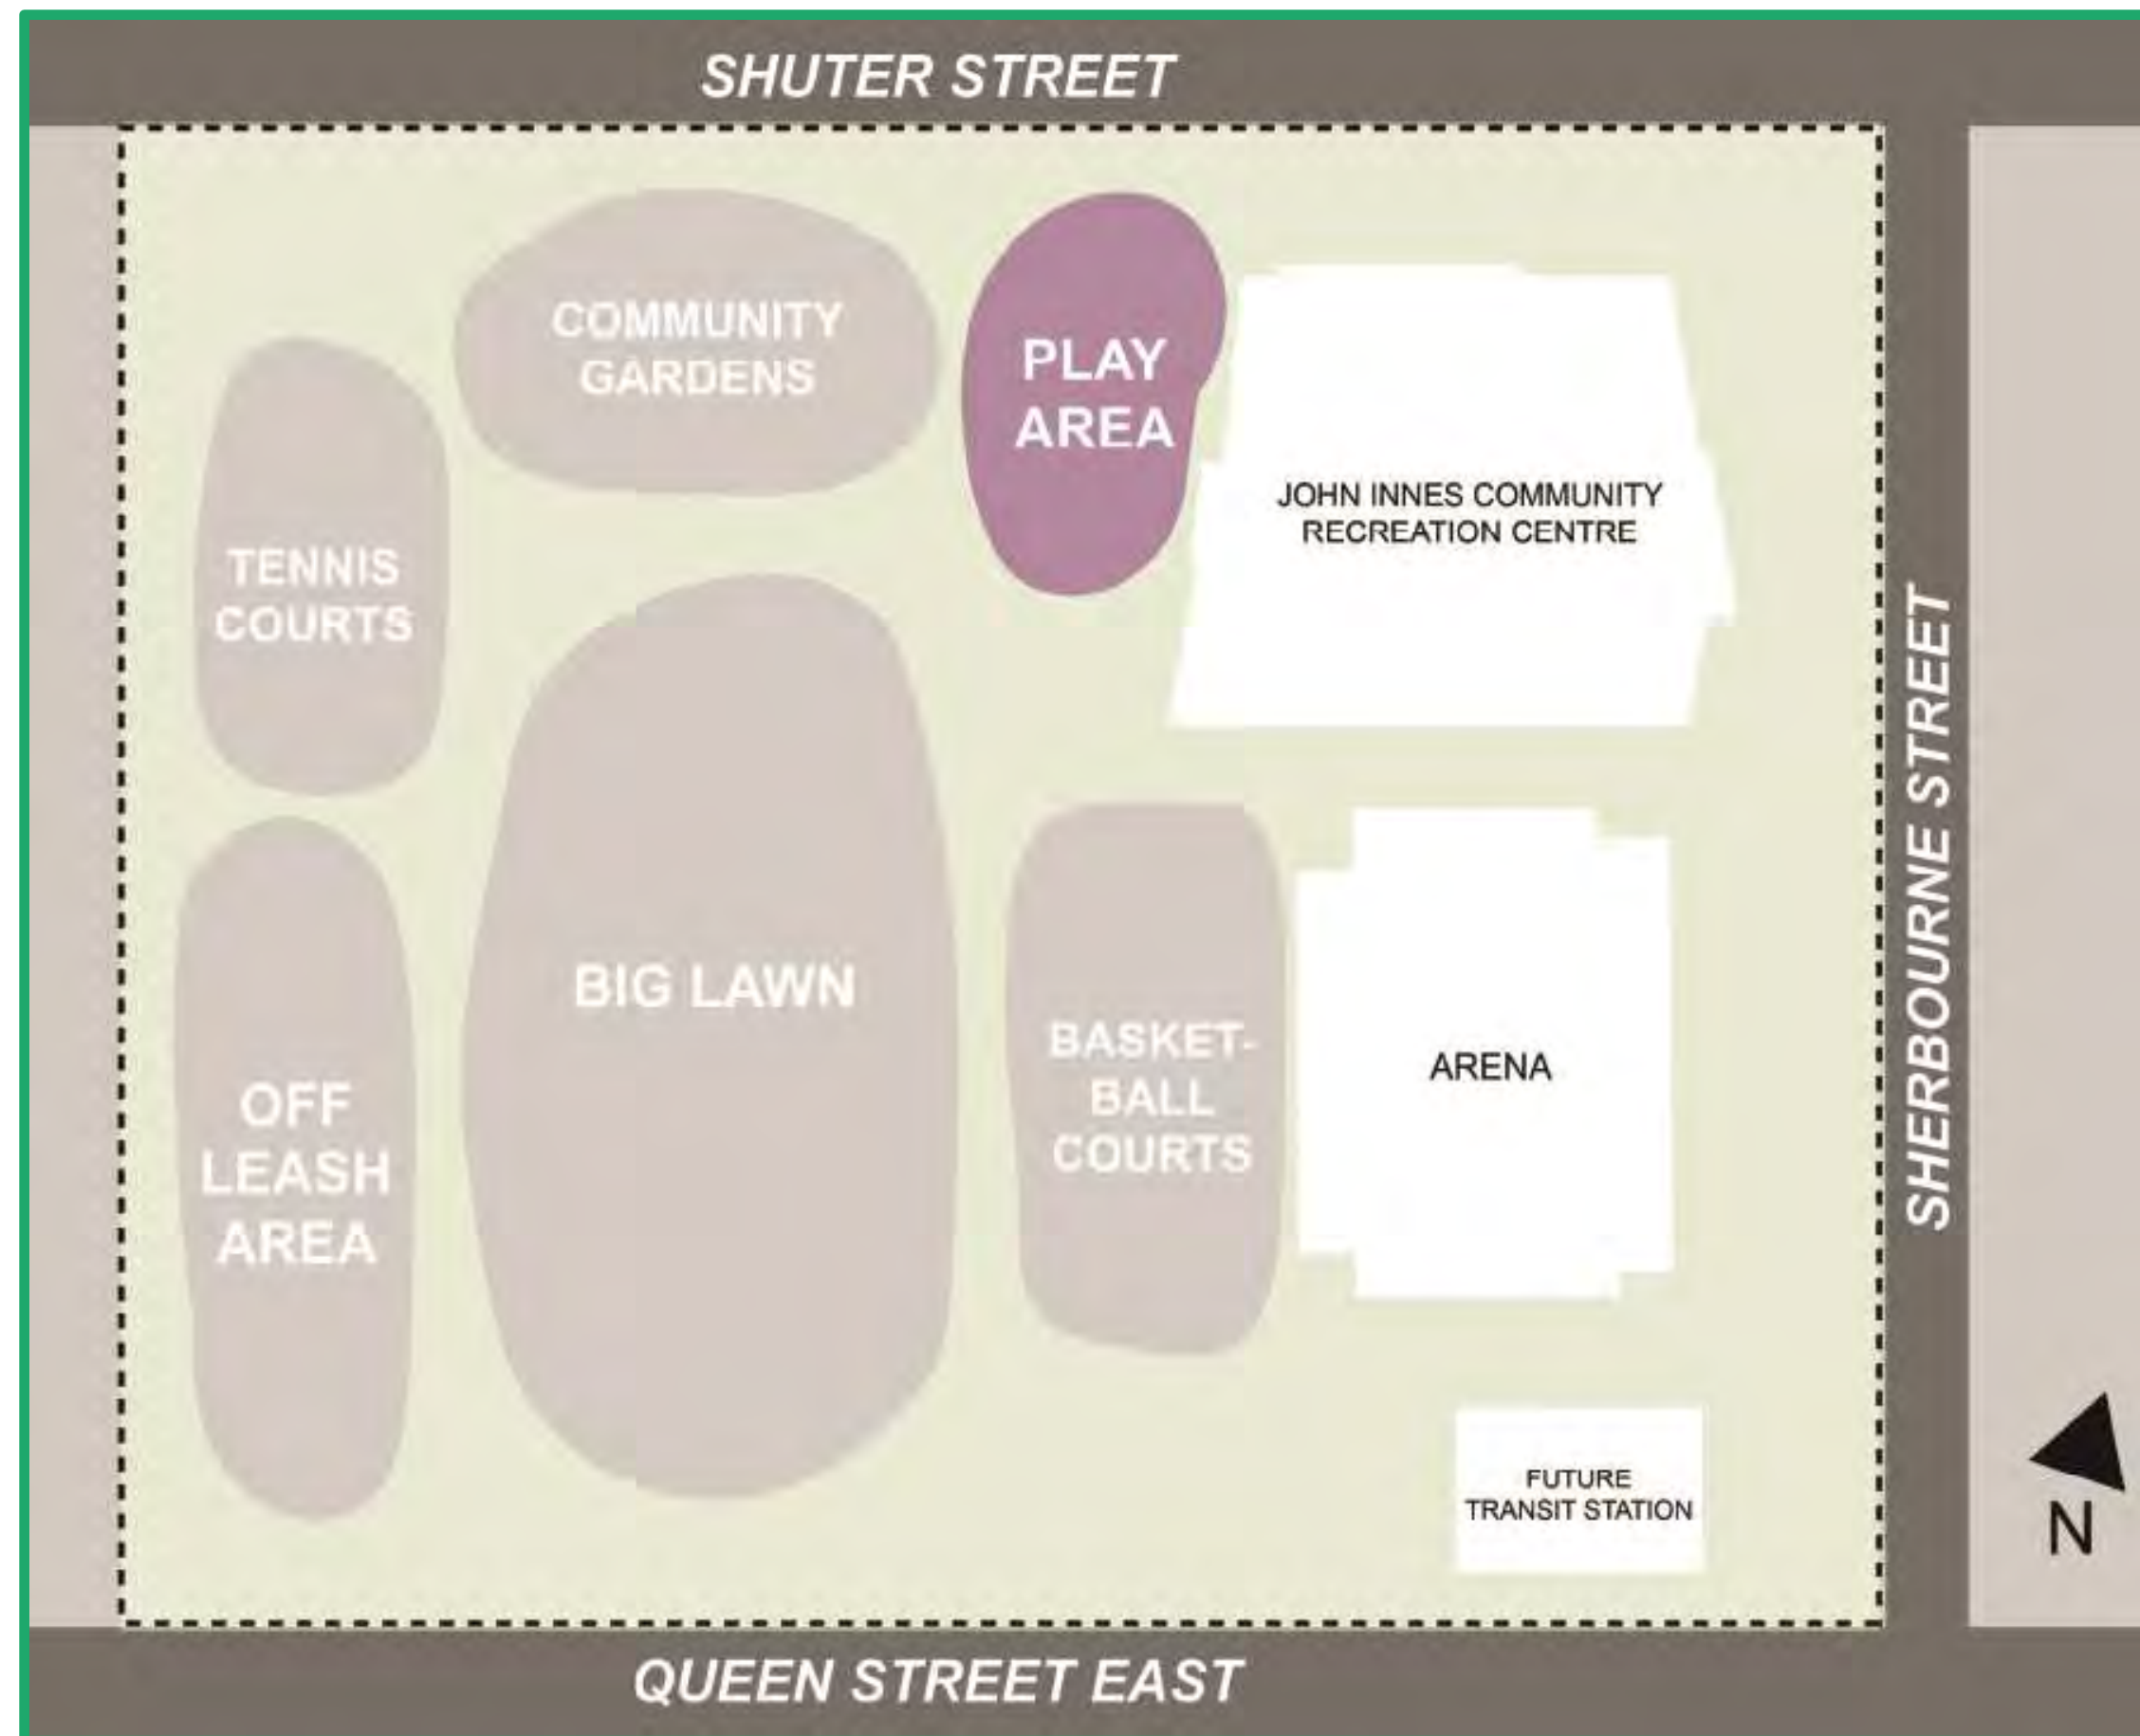 SHUTER STREET
COMMUNITY
GARDENS
PLAY
AREA
TENNIS
COURTS
JOHN INNES COMMUNITY
RECREATION CENTRE
SHERBOURNE STREET
BIG LAWN
OFF
LEASH
AREA
BASKET-
BALL
COURTS
ARENA
FUTURE
TRANSIT STATION
N
QUEEN STREET EAST